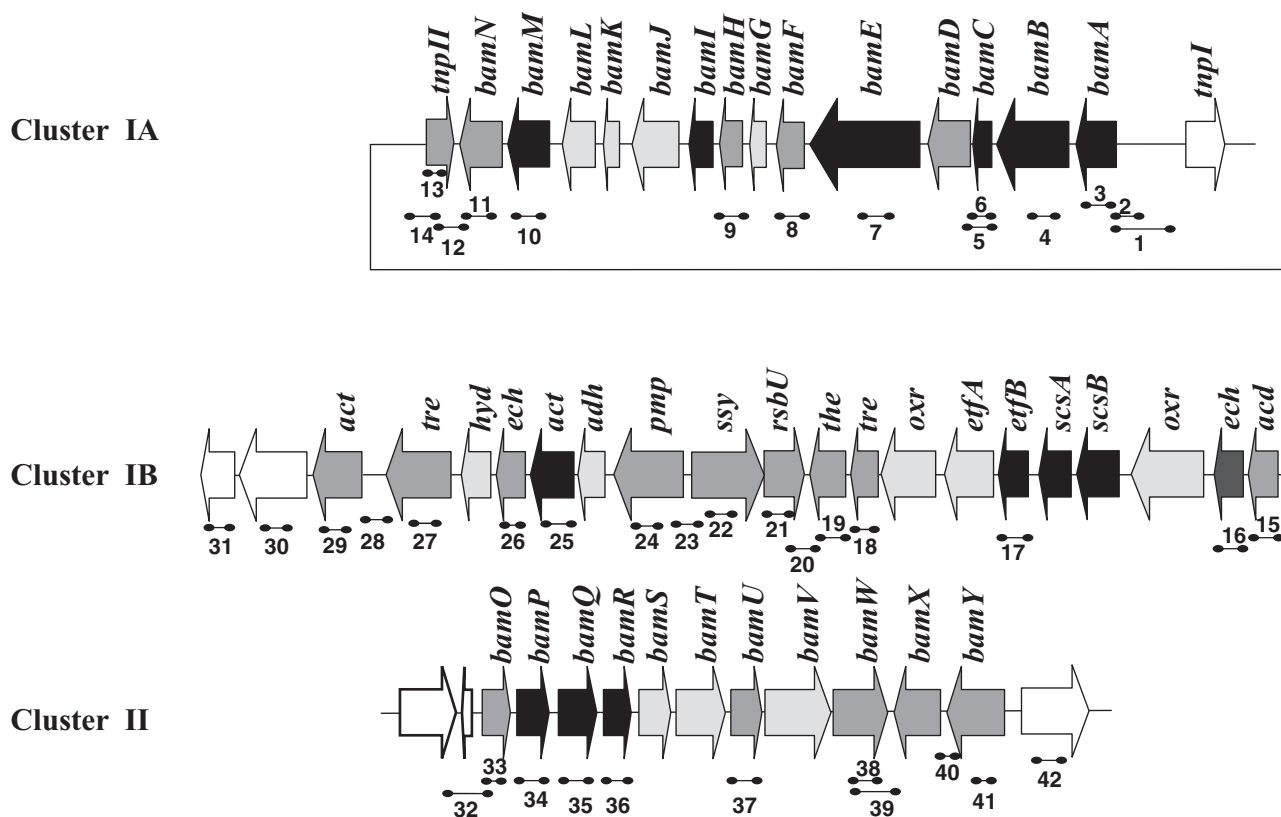 tnpII bamN bamM bamL bamK bamJ bamI bamH bamG bamF bamE bamD bamC bamB bamA tnpI
Cluster IA
13 11 6 3 2
14 12 10 9 8 7 5 4 1
act tre hyd ech act adh pmp ssy rsbU the tre oxr etfA etfB scsA scsB oxr ech acd
Cluster IB
31 30 29 28 27 26 25 24 23 22 21 20 19 18 17 16 15
bamO bamP bamQ bamR bamS bamT bamU bamV bamW bamX bamY
Cluster II
33 38 40
32 34 35 36 37 39 41 42